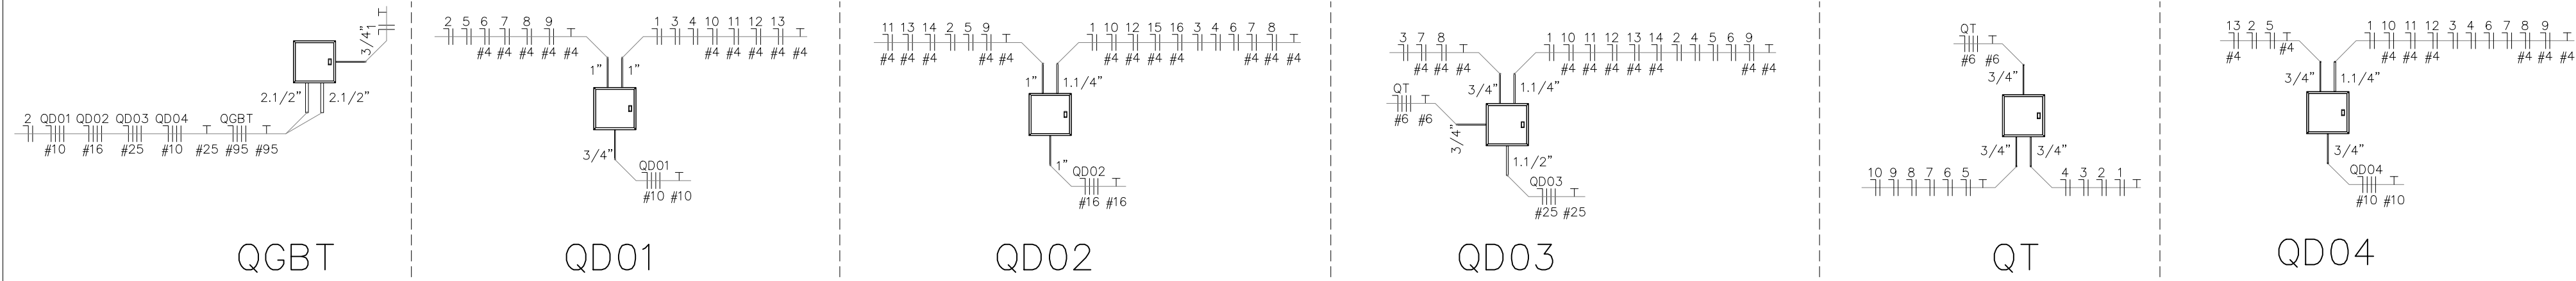 T
1
3/4"
2.1/2" 2.1/2"
2 QD01 QD02 QD03 QD04 T QGBT T
#10 #16 #25 #10 #25 #95 #95
QGBT
2 5 6 7 8 9 T
#4 #4 #4 #4 #4
1 3 4 10 11 12 13 T
#4 #4 #4 #4 #4
1" 1"
3/4"
QD01 T
#10 #10
QD01
11 13 14 2 5 9 T
#4 #4 #4 #4 #4
1 10 12 15 16 3 4 6 7 8 T
#4 #4 #4 #4 #4 #4 #4
1" 1.1/4"
1"
QD02 T
#16 #16
QD02
3 7 8 T
#4 #4 #4
1 10 11 12 13 14 2 4 5 6 9 T
#4 #4 #4 #4 #4 #4 #4
3/4" 1.1/4"
QT T
#6 #6
3/4"
1.1/2"
QD03 T
#25 #25
QD03
QT T
#6 #6
3/4"
3/4" 3/4"
10 9 8 7 6 5 T
4 3 2 1 T
QT
13 2 5 T
#4 #4
1 10 11 12 3 4 6 7 8 9 T
#4 #4 #4 #4 #4 #4
3/4" 1.1/4"
3/4"
QD04 T
#10 #10
QD04